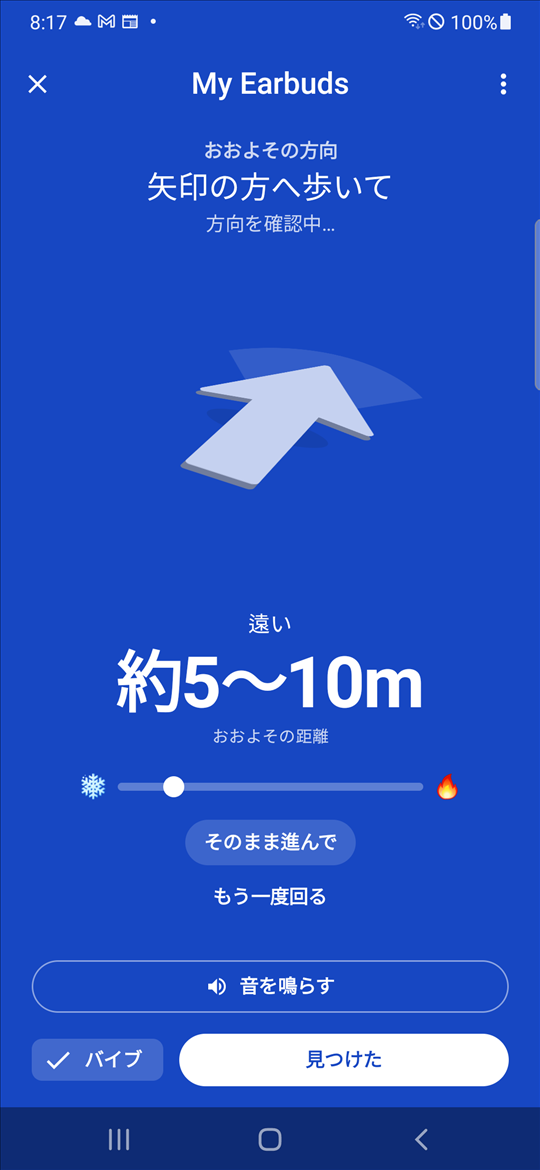 8:17 100%
My Earbuds
おおよその方向
矢印の方へ歩いて
方向を確認中...
遠い
約5～10m
おおよその距離
そのまま進んで
もう一度回る
音を鳴らす
バイブ
見つけた